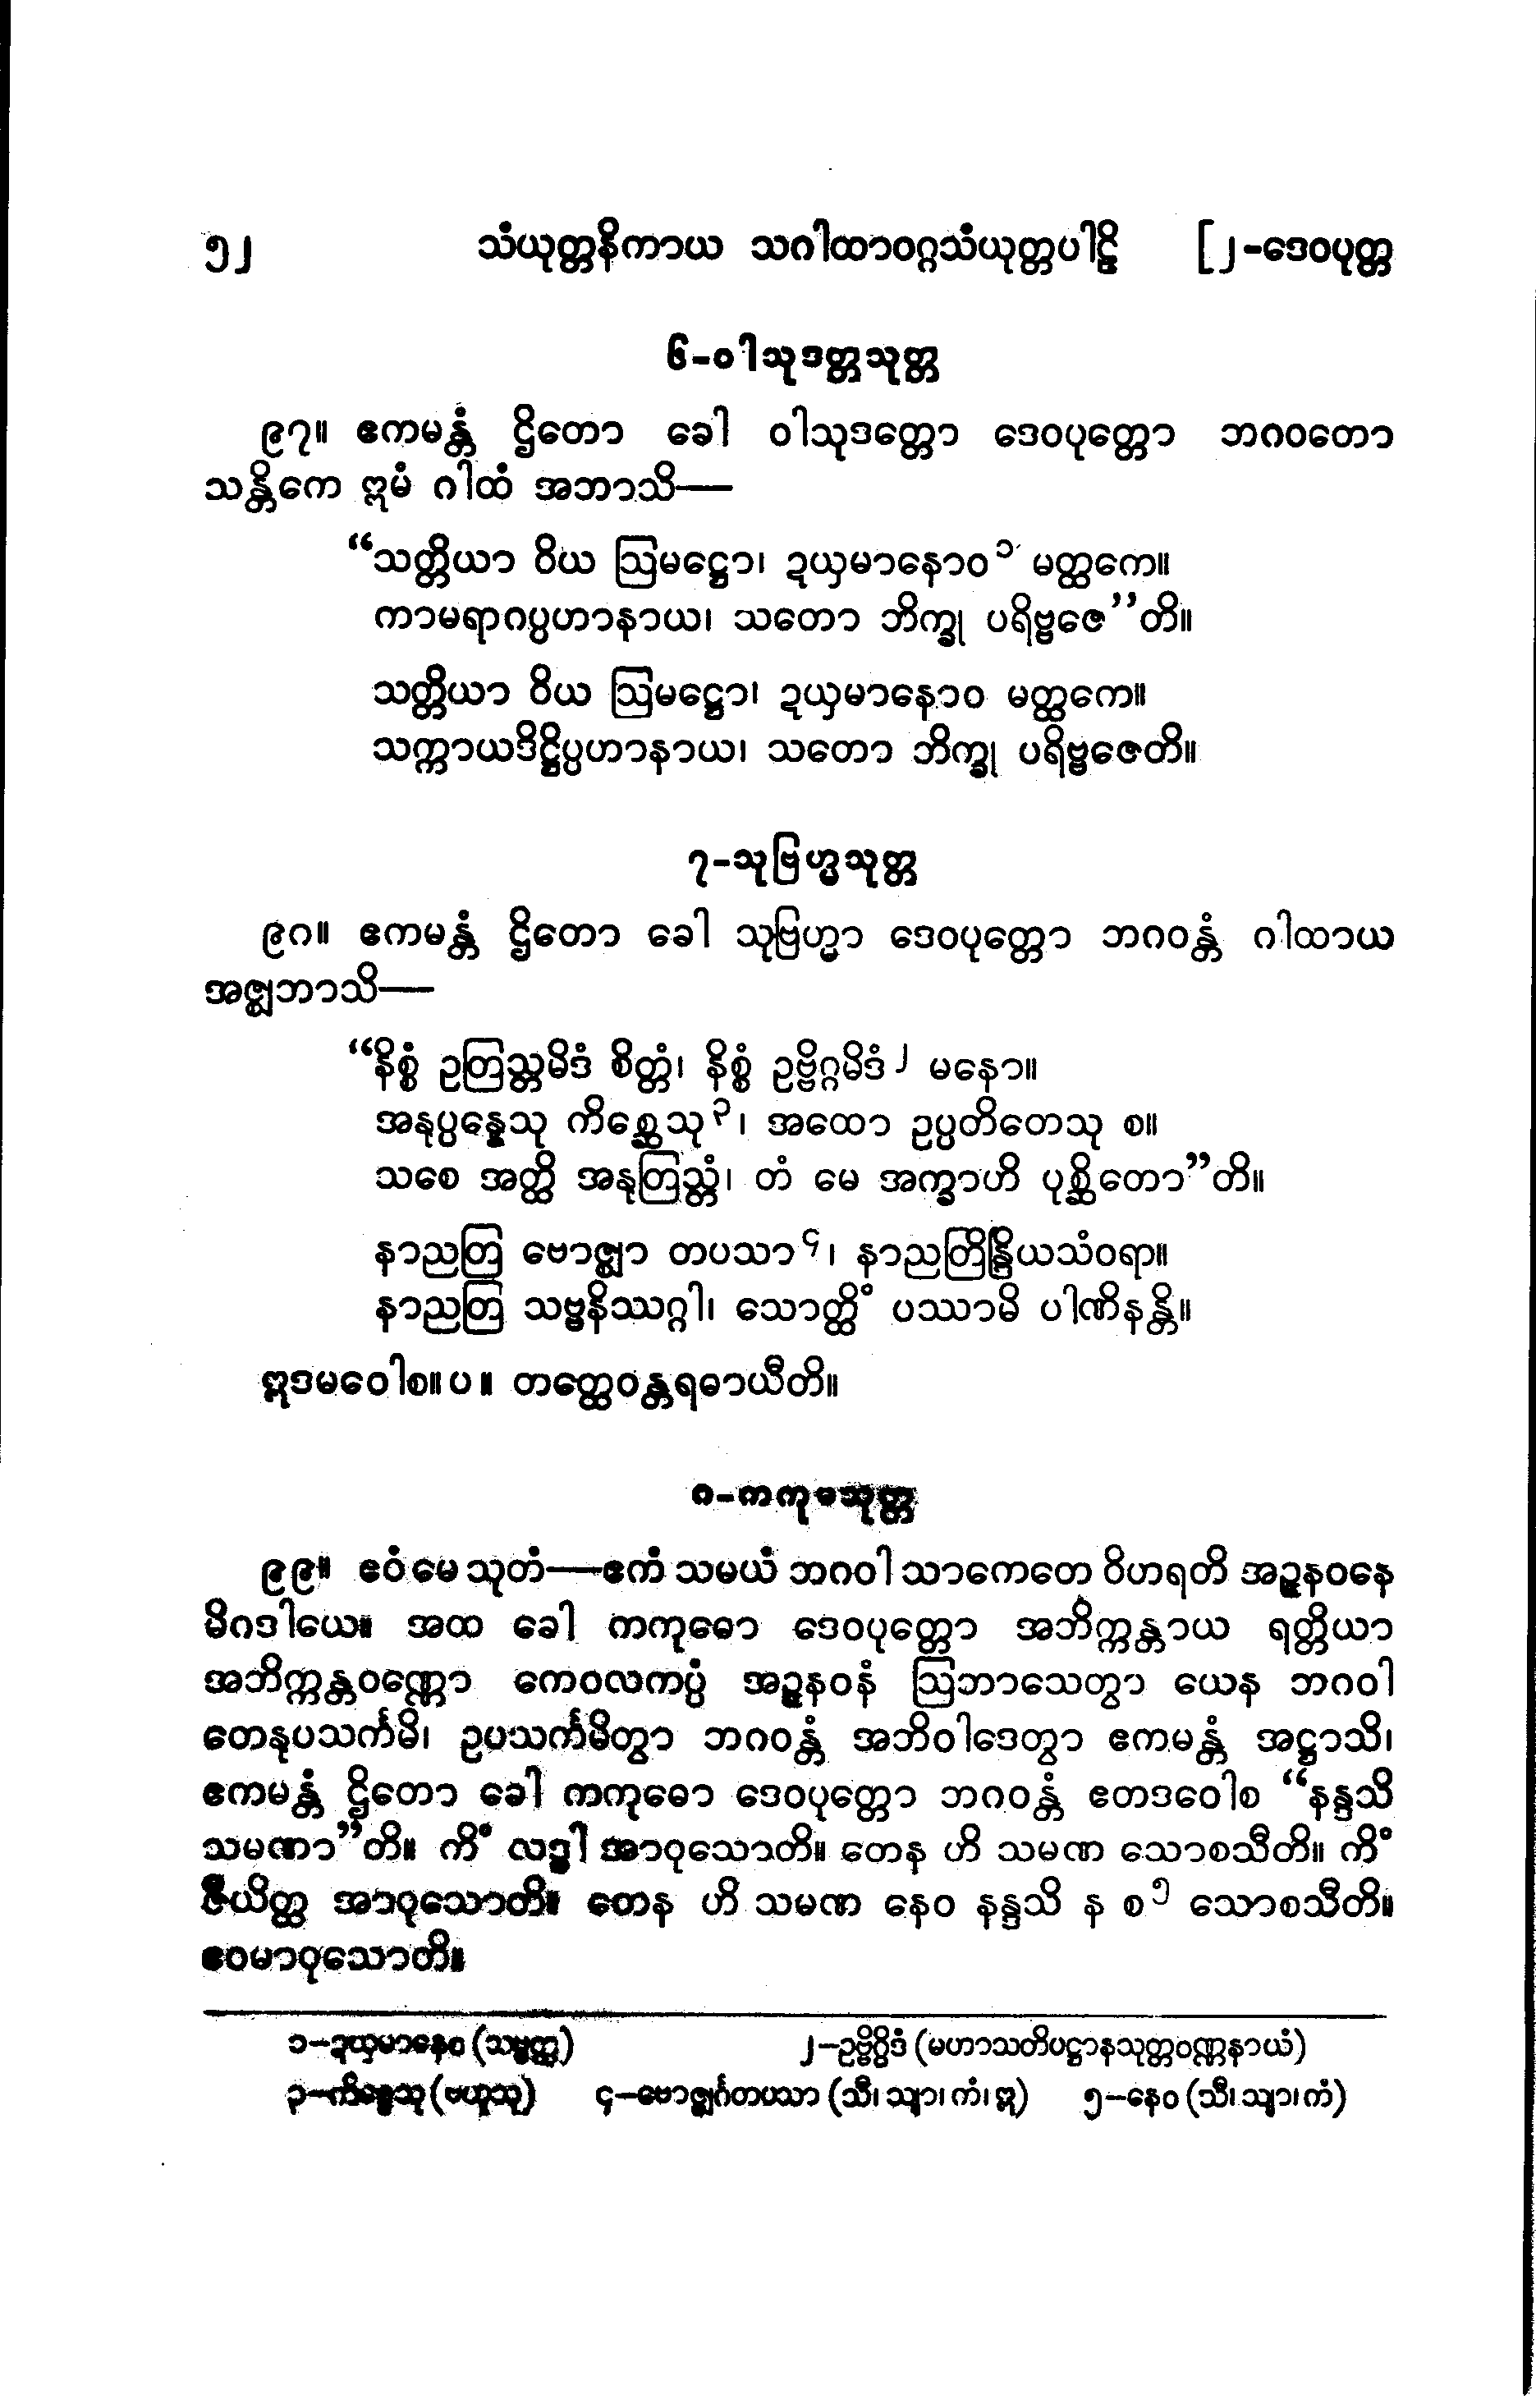 ၅၂ သံယုတ္တနိကာယ သဂါထာဝဂ္ဂသံယုတ္တပါဠိ [၂-ဒေဝပုတ္တ
၆-ဝါသုဒတ္တသုတ္တ
၉၇။ ဧကမန္တံ ဌိတော ခေါ ဝါသုဒတ္တော ဒေဝပုတ္တော ဘဂဝတော
သန္တိကေ ဣမံ ဂါထံ အဘာသိ—
“သတ္တိယာ ဝိယ ဩမဋ္ဌော၊ ဍယှမာနောဝ၁ မတ္ထကေ။
ကာမရာဂပ္ပဟာနာယ၊ သတော ဘိက္ခု ပရိဗ္ဗဇေ”တိ။
သတ္တိယာ ဝိယ ဩမဋ္ဌော၊ ဍယှမာနောဝ မတ္ထကေ။
သက္ကာယဒိဋ္ဌိပ္ပဟာနာယ၊ သတော ဘိက္ခု ပရိဗ္ဗဇေတိ။
၇-သုဗြဟ္မသုတ္တ
၉၈။ ဧကမန္တံ ဌိတော ခေါ သုဗြဟ္မာ ဒေဝပုတ္တော ဘဂဝန္တံ ဂါထာယ
အဇ္ဈဘာသိ—
“နိစ္စံ ဥတြသ္တမိဒံ စိတ္တံ၊ နိစ္စံ ဥဗ္ဗိဂ္ဂမိဒံ၂ မနော။
အနုပ္ပန္နေသု ကိစ္ဆေသု၃၊ အထော ဥပ္ပတိတေသု စ။
သစေ အတ္ထိ အနုတြသ္တံ၊ တံ မေ အက္ခာဟိ ပုစ္ဆိတော”တိ။
နာညတြ ဗောဇ္ဈာ တပသာ၄၊ နာညတြိန္ဒြိယသံဝရာ။
နာညတြ သဗ္ဗနိဿဂ္ဂါ၊ သောတ္ထိံ ပဿာမိ ပါဏိနန္တိ။
ဣဒမဝေါစ။ပ။ တတ္ထေဝန္တရဓာယီတိ။
၈-ကကုဓသုတ္တ
၉၉။ ဧဝံ မေ သုတံ—ဧကံ သမယံ ဘဂဝါ သာကေတေ ဝိဟရတိ အဉ္ဇနဝနေ
မိဂဒါယေ။ အထ ခေါ ကကုဓော ဒေဝပုတ္တော အဘိက္ကန္တာယ ရတ္တိယာ
အဘိက္ကန္တဝဏ္ဏော ကေဝလကပ္ပံ အဉ္ဇနဝနံ ဩဘာသေတွာ ယေန ဘဂဝါ
တေနုပသင်္ကမိ၊ ဥပသင်္ကမိတွာ ဘဂဝန္တံ အဘိဝါဒေတွာ ဧကမန္တံ အဋ္ဌာသိ၊
ဧကမန္တံ ဌိတော ခေါ ကကုဓော ဒေဝပုတ္တော ဘဂဝန္တံ ဧတဒဝေါစ “နန္ဒသိ
သမဏာ”တိ။ ကိံ လဒ္ဓါ အာဝုသောတိ။ တေန ဟိ သမဏ သောစသီတိ။ ကိံ
ဇီယိတ္ထ အာဝုသောတိ။ တေန ဟိ သမဏ နေဝ နန္ဒသိ န စ၅ သောစသီတိ။
ဧဝမာဝုသောတိ။
၁-ဍယှမာနေဝ (သဗ္ဗတ္ထ) ၂-ဥဗ္ဗိဂ္ဂိဒံ (မဟာသတိပဋ္ဌာနသုတ္တဝဏ္ဏနာယံ)
၃-ကိစ္စေသု (ဗဟူသု) ၄-ဗောဇ္ဈင်္ဂတပသာ (သီ၊ သျာ၊ ကံ၊ ဣ) ၅-နေဝ (သီ၊ သျာ၊ ကံ)